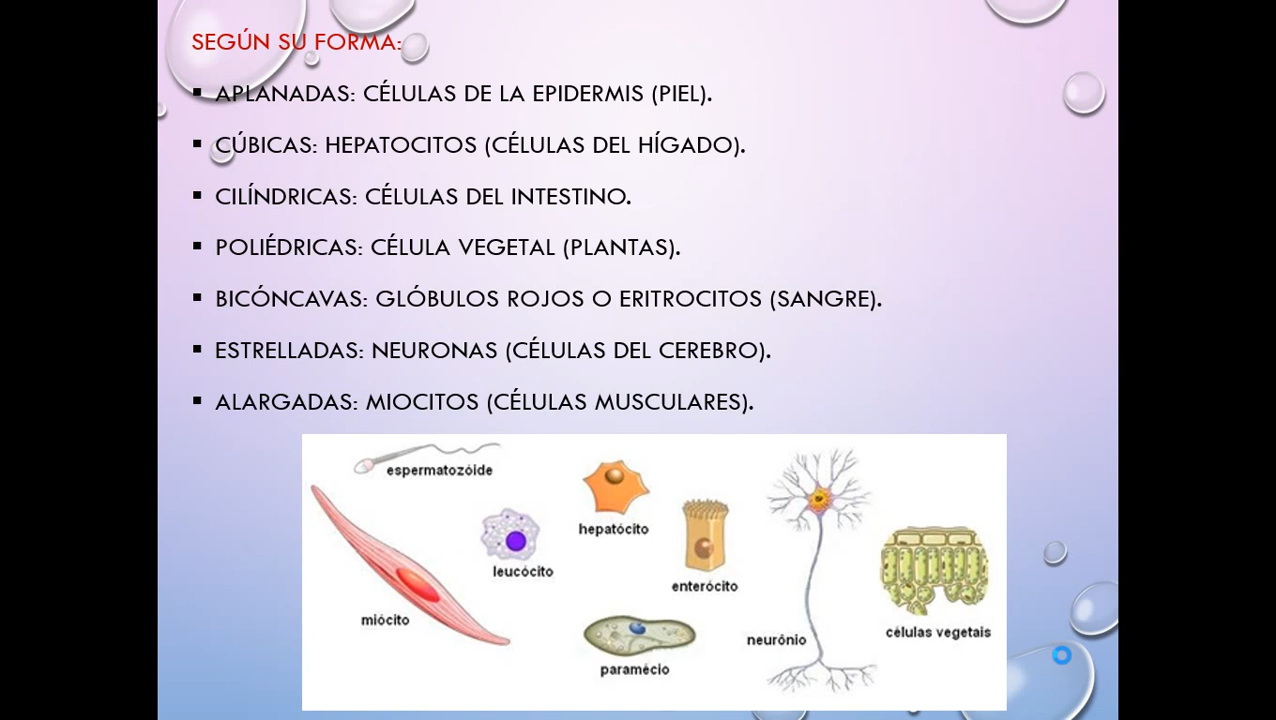 SEGÚN SU FORMA:
▪ APLANADAS: CÉLULAS DE LA EPIDERMIS (PIEL).
▪ CÚBICAS: HEPATOCITOS (CÉLULAS DEL HÍGADO).
▪ CILÍNDRICAS: CÉLULAS DEL INTESTINO.
▪ POLIÉDRICAS: CÉLULA VEGETAL (PLANTAS).
▪ BICÓNCAVAS: GLÓBULOS ROJOS O ERITROCITOS (SANGRE).
▪ ESTRELLADAS: NEURONAS (CÉLULAS DEL CEREBRO).
▪ ALARGADAS: MIOCITOS (CÉLULAS MUSCULARES).
espermatozóide
hepatócito
leucócito
enterócito
miócito
neurônio
células vegetais
paramécio